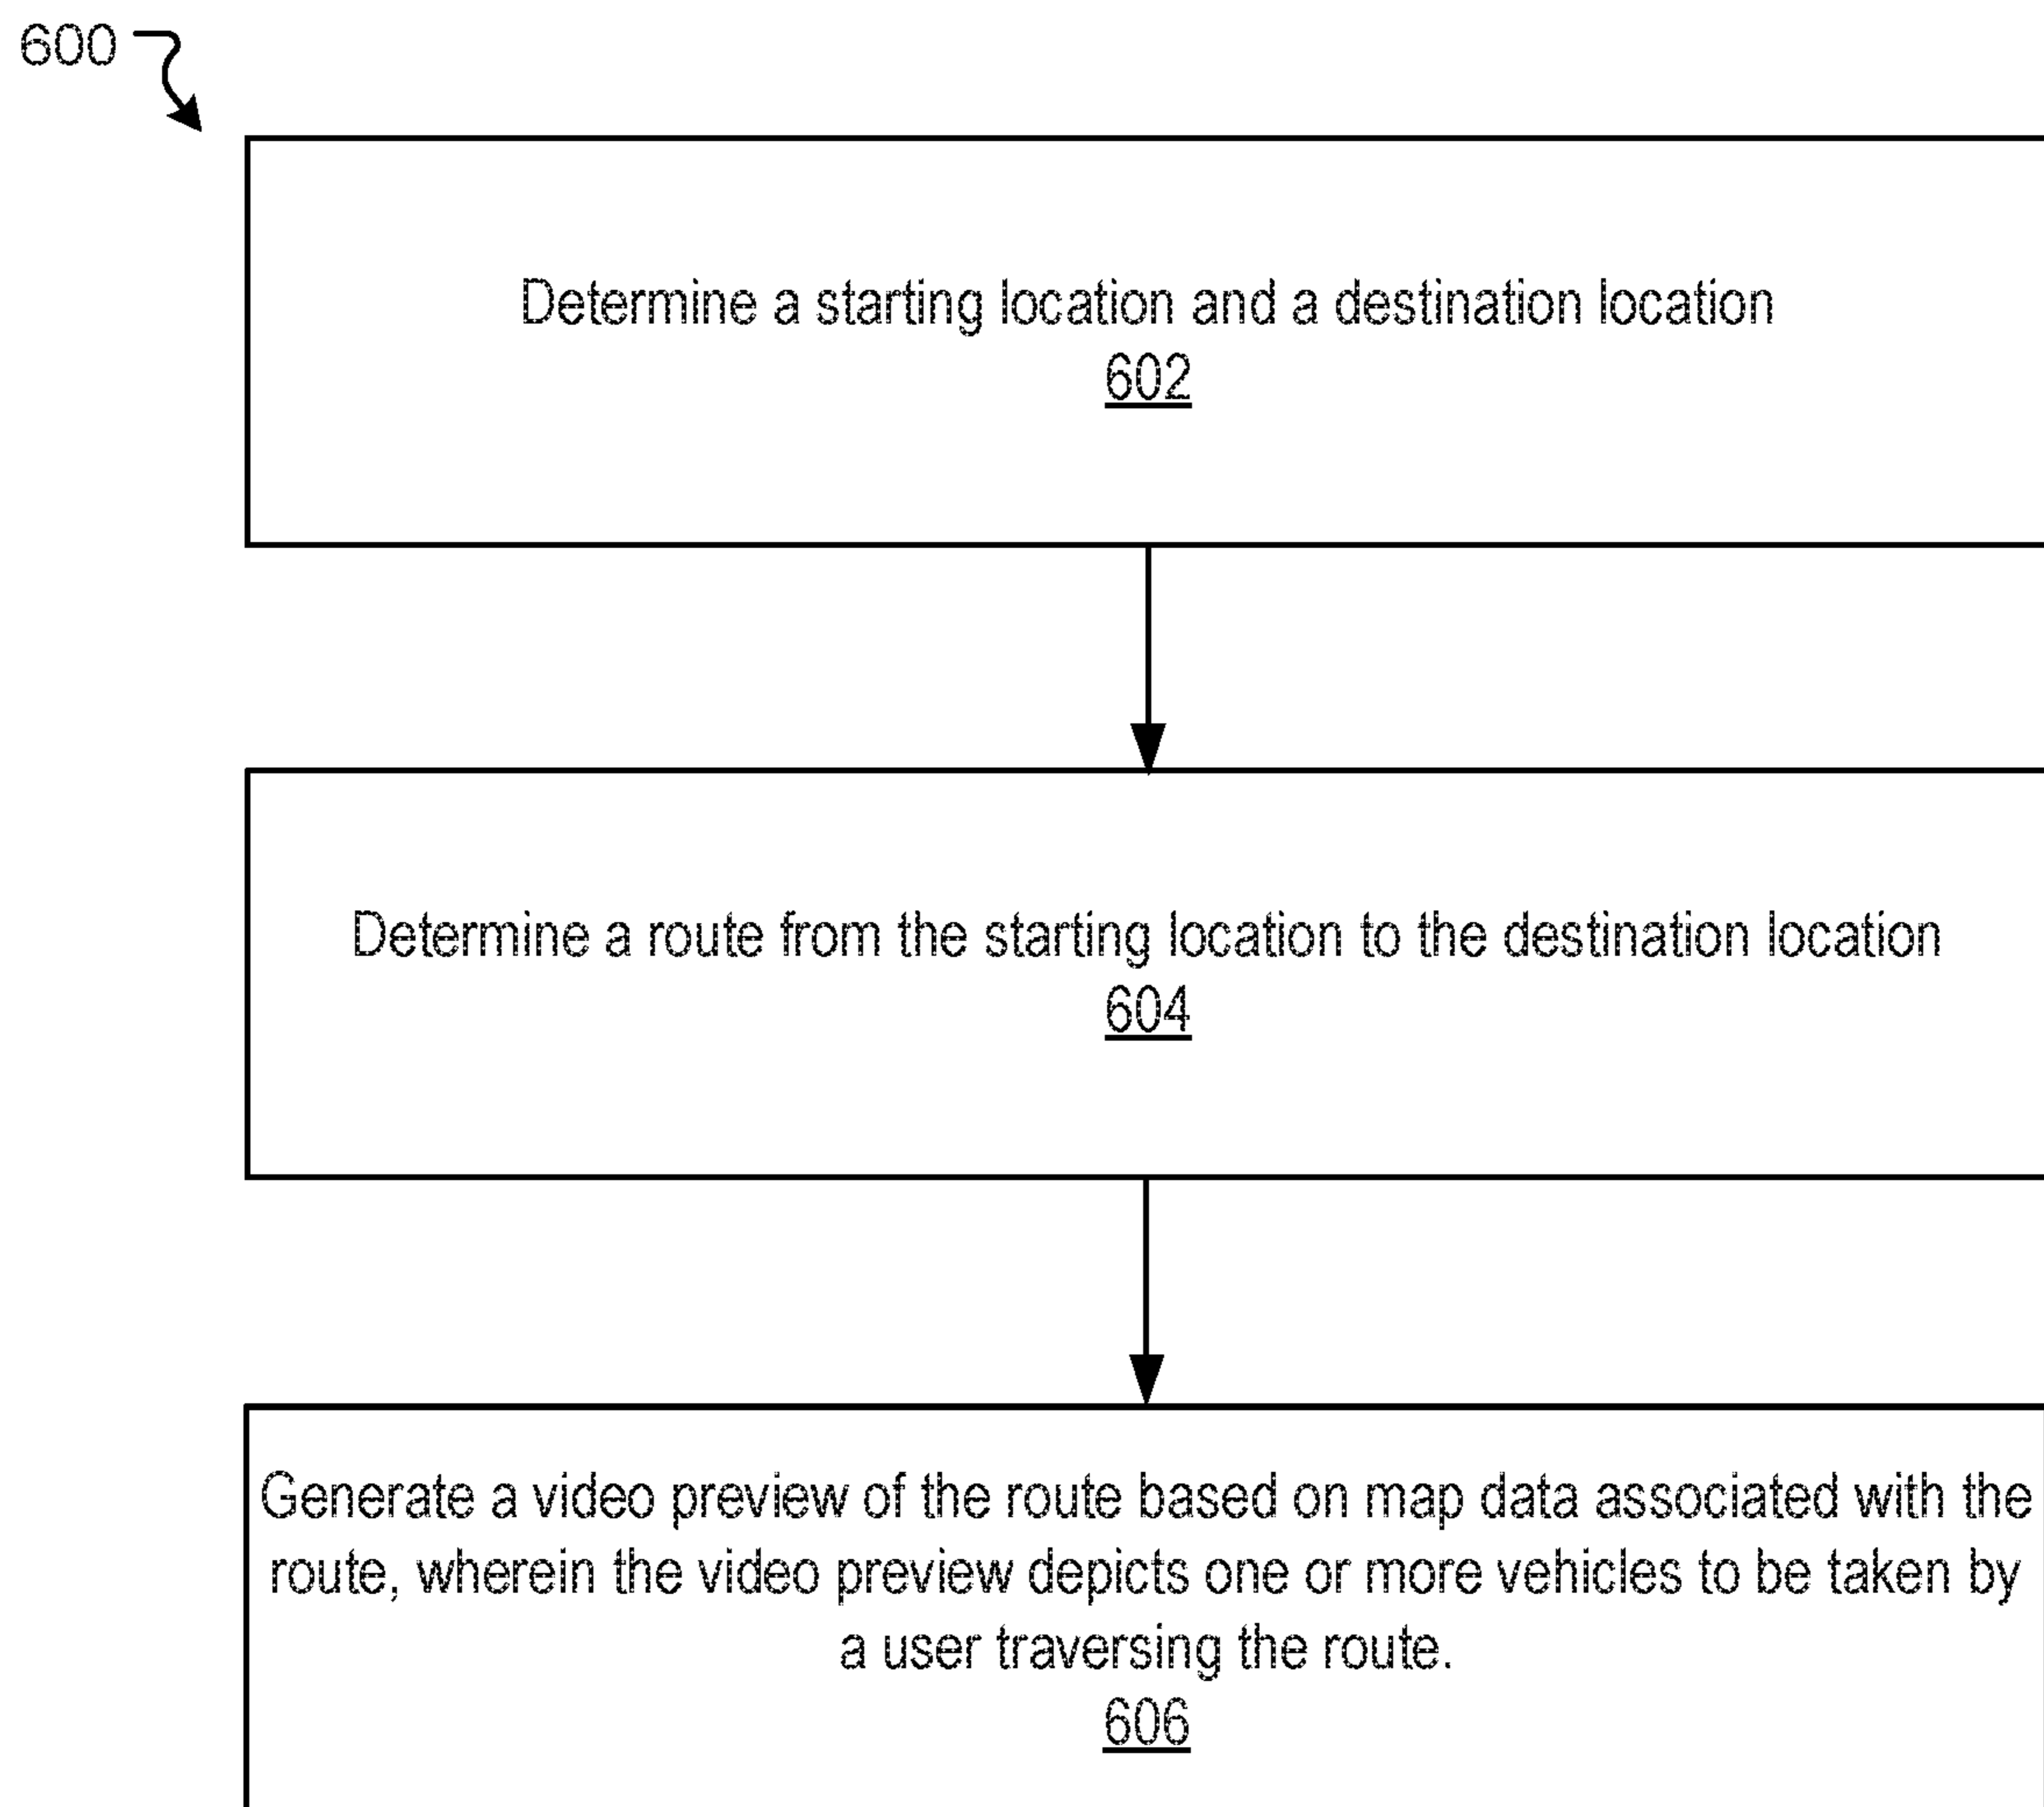 600
Determine a starting location and a destination location
602
Determine a route from the starting location to the destination location
604
Generate a video preview of the route based on map data associated with the
route, wherein the video preview depicts one or more vehicles to be taken by
a user traversing the route.
606